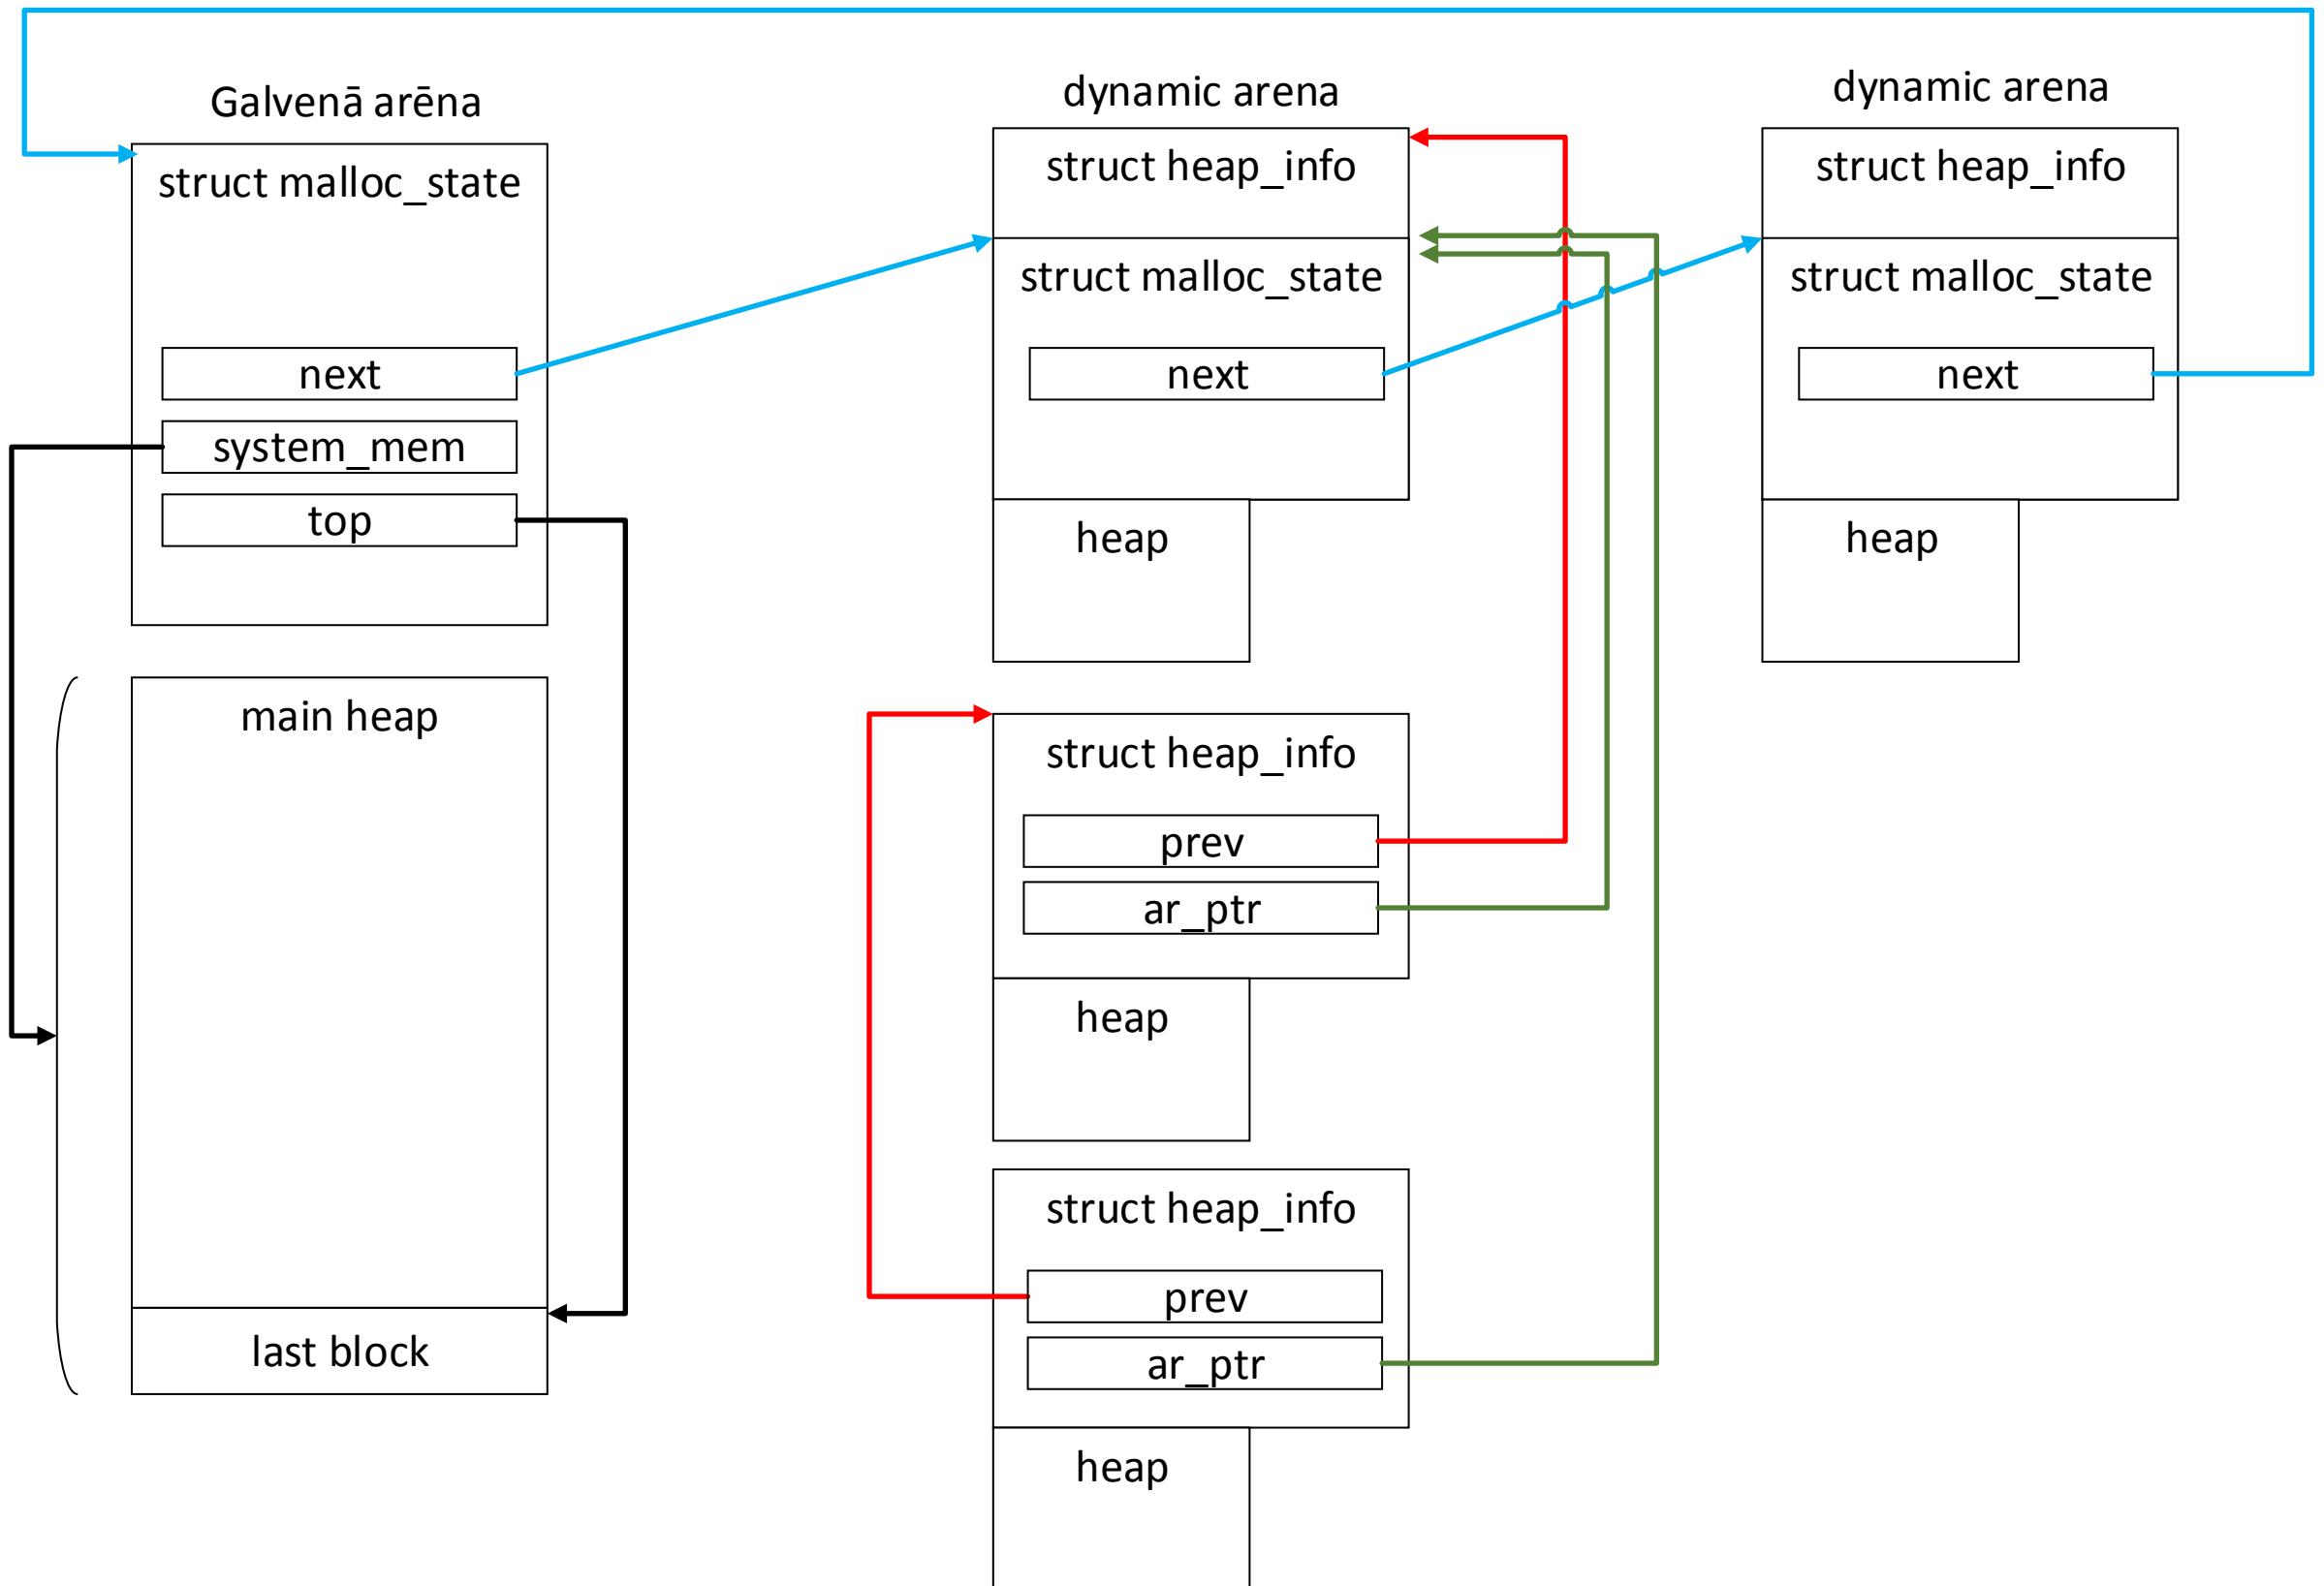 Galvenā arēna
struct malloc_state
next
system_mem
top
main heap
last block
dynamic arena
struct heap_info
struct malloc_state
next
heap
struct heap_info
prev
ar_ptr
heap
struct heap_info
prev
ar_ptr
heap
dynamic arena
struct heap_info
struct malloc_state
next
heap